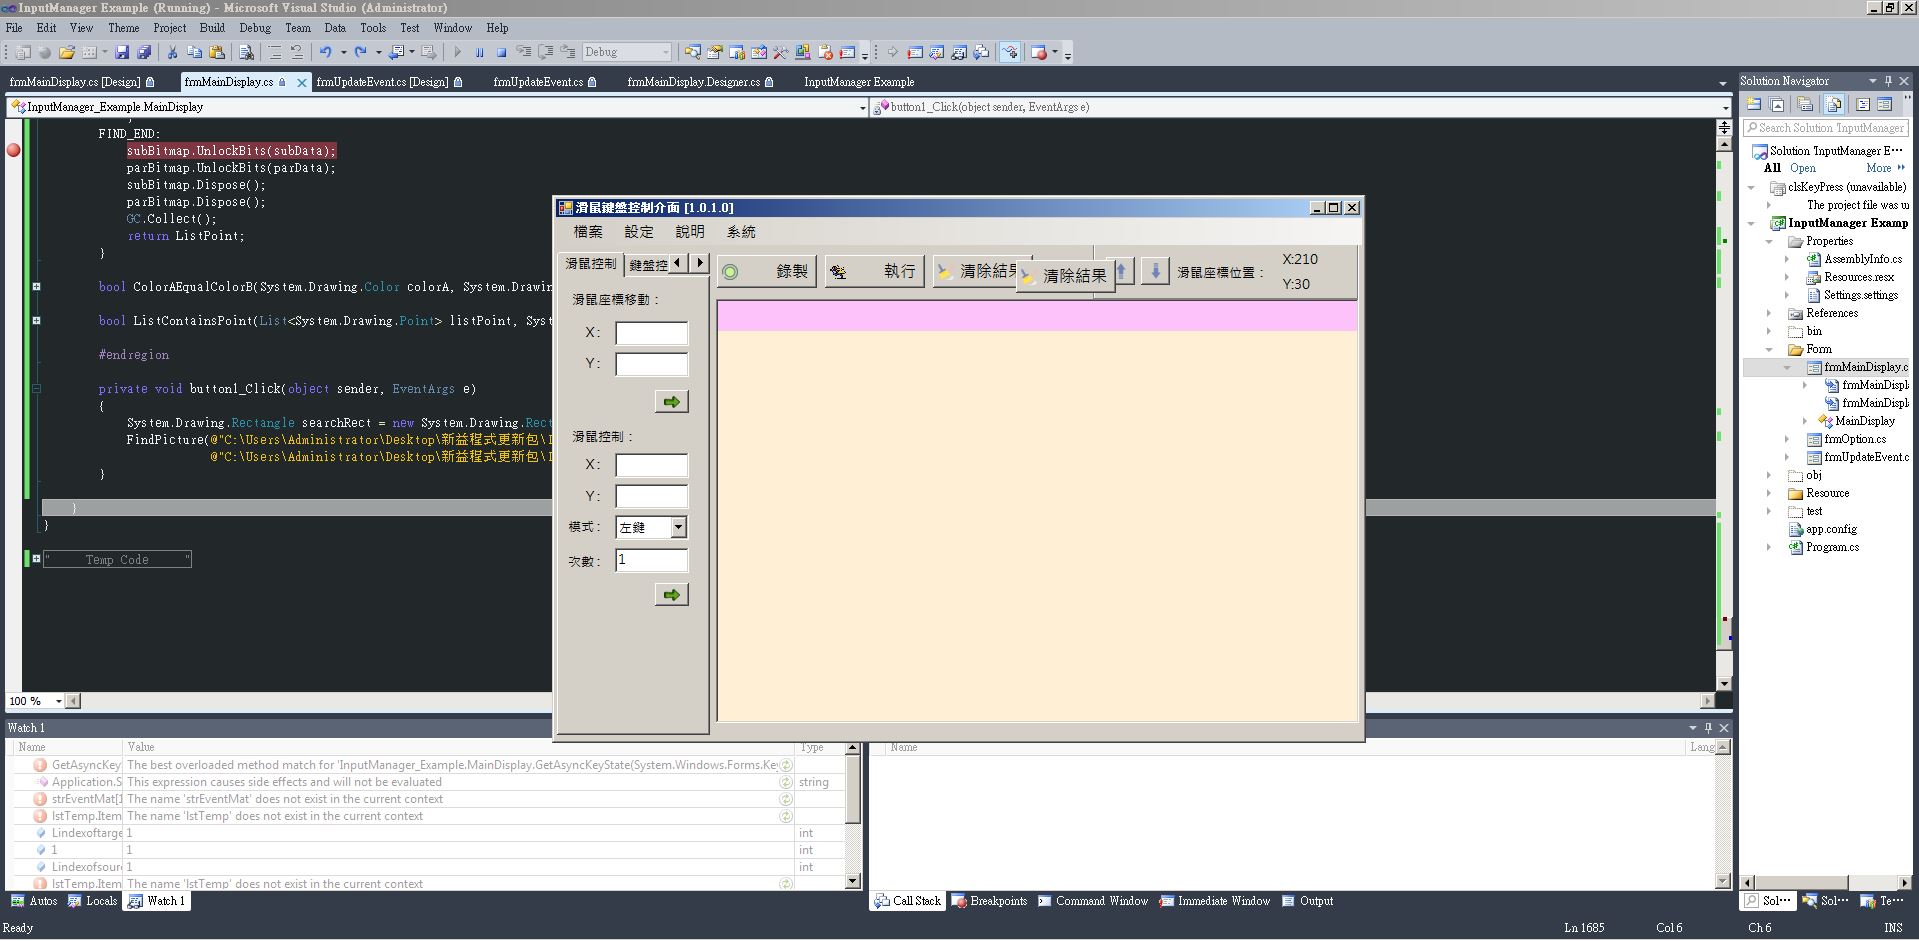 InputManager Example (Running) - Microsoft Visual Studio (Administrator)
File Edit View Theme Project Build Debug Team Data Tools Test Window Help
Debug
frmMainDisplay.cs [Design] frmMainDisplay.cs frmUpdateEvent.cs [Design] frmUpdateEvent.cs frmMainDisplay.Designer.cs InputManager Example
InputManager_Example.MainDisplay button1_Click(object sender, EventArgs e)
FIND_END:
subBitmap.UnlockBits(subData);
parBitmap.UnlockBits(parData);
subBitmap.Dispose();
parBitmap.Dispose();
GC.Collect();
return ListPoint;
}
bool ColorAEqualColorB(System.Drawing.Color colorA, System.Drawin
bool ListContainsPoint(List<System.Drawing.Point> listPoint, Syst
#endregion
private void button1_Click(object sender, EventArgs e)
{
System.Drawing.Rectangle searchRect = new System.Drawing.Rect
FindPicture(@"C:\Users\Administrator\Desktop\新益程式更新包\I
@"C:\Users\Administrator\Desktop\新益程式更新包\I
}
}
}
" Temp Code "
100 %
滑鼠鍵盤控制介面 [1.0.1.0]
檔案 設定 說明 系統
滑鼠控制 鍵盤控
錄製 執行 清除結果 清除結果 滑鼠座標位置：
X:210
Y:30
滑鼠座標移動：
X：
Y：
滑鼠控制：
X：
Y：
模式： 左鍵
次數： 1
Solution Navigator
Search Solution InputManager
Solution InputManager E···
All Open More
clsKeyPress (unavailable)
The project file was u
InputManager Examp
Properties
AssemblyInfo.cs
Resources.resx
Settings.settings
References
bin
Form
frmMainDisplay.c
frmMainDispl
frmMainDispl
MainDisplay
frmOption.cs
frmUpdateEvent.c
obj
Resource
test
app.config
Program.cs
Watch 1
Name Value Type
GetAsyncKey The best overloaded method match for 'InputManager_Example.MainDisplay.GetAsyncKeyState(System.Windows.Forms.Ke
Application.S This expression causes side effects and will not be evaluated string
strEventMat[1 The name 'strEventMat' does not exist in the current context
lstTemp.Item The name 'lstTemp' does not exist in the current context
Lindexoftarge 1 int
1 1 int
Lindexofsour 1 int
lstTemp.Item The name 'lstTemp' does not exist in the current context
Name Lang
Autos Locals Watch 1
Call Stack Breakpoints Command Window Immediate Window Output
Sol··· Sol··· Te···
Ready Ln 1685 Col 6 Ch 6 INS